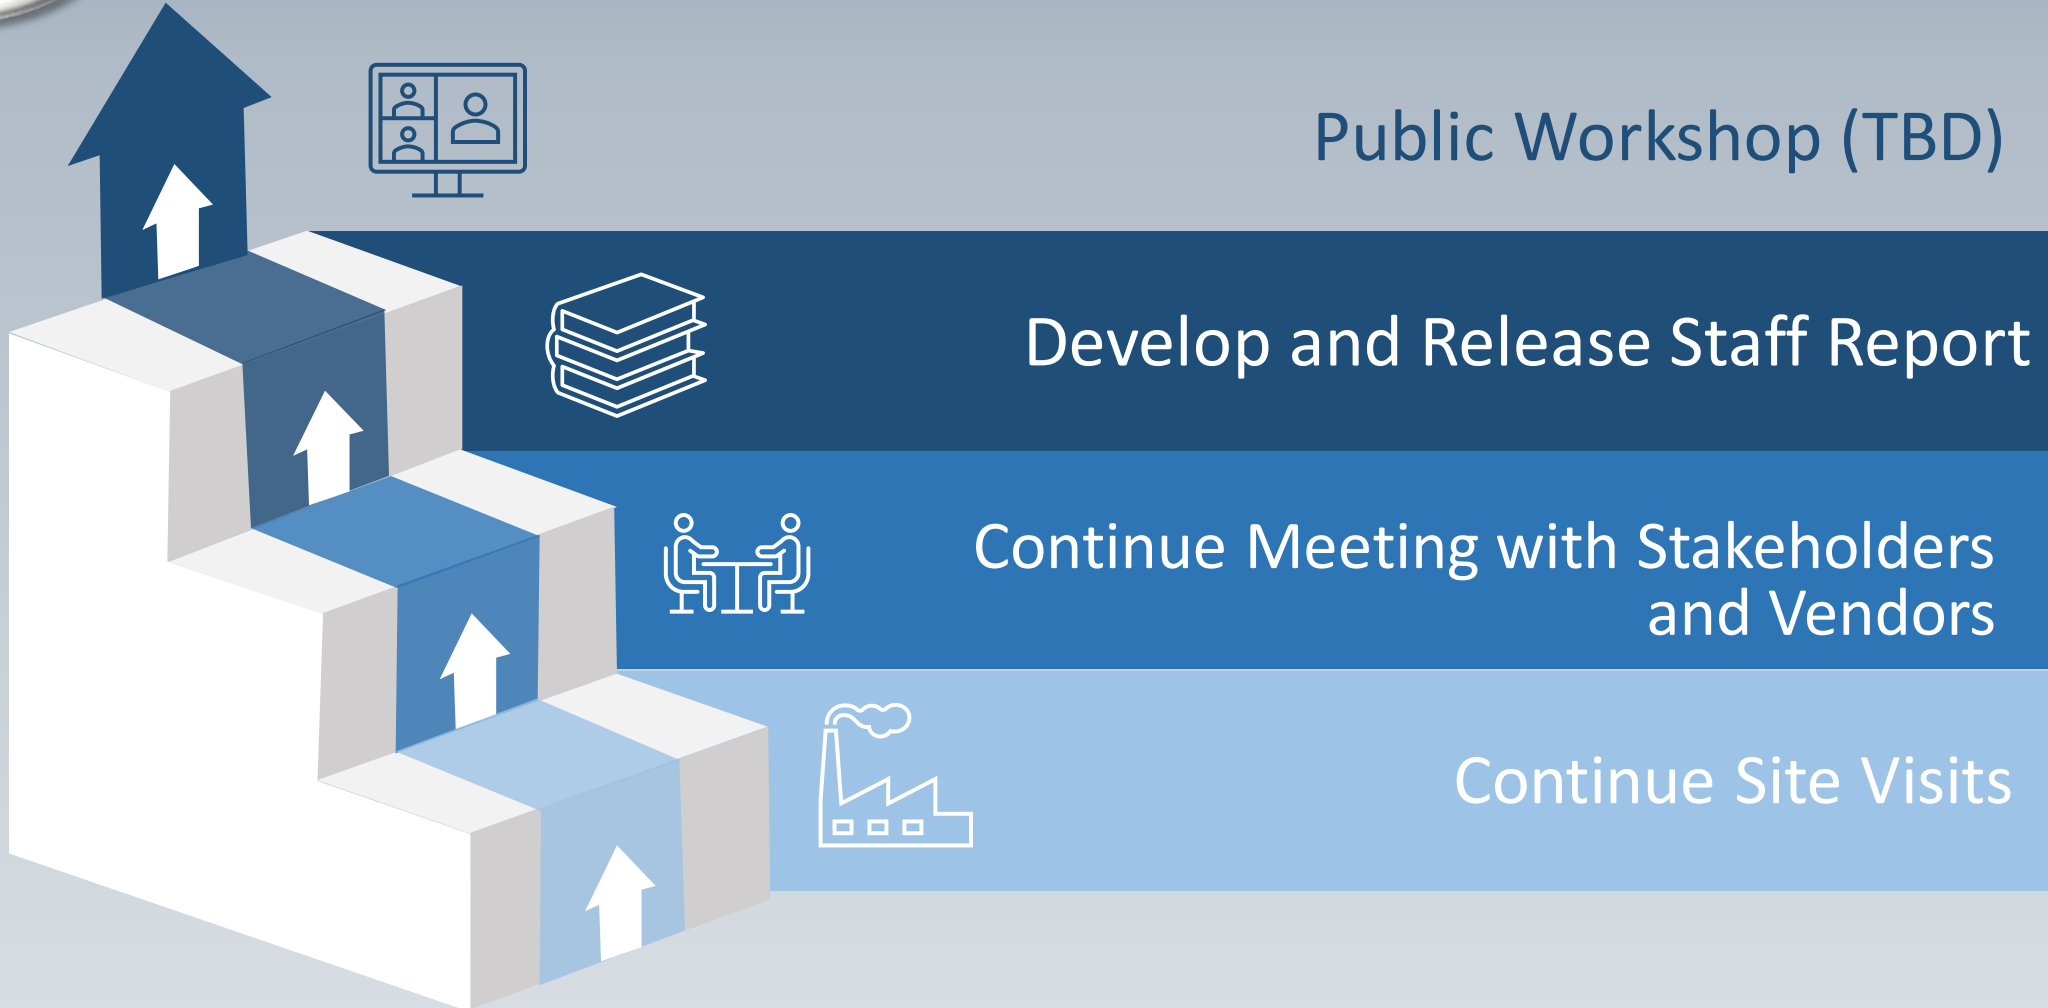 Public Workshop (TBD)
Develop and Release Staff Report
Continue Meeting with Stakeholders
and Vendors
Continue Site Visits